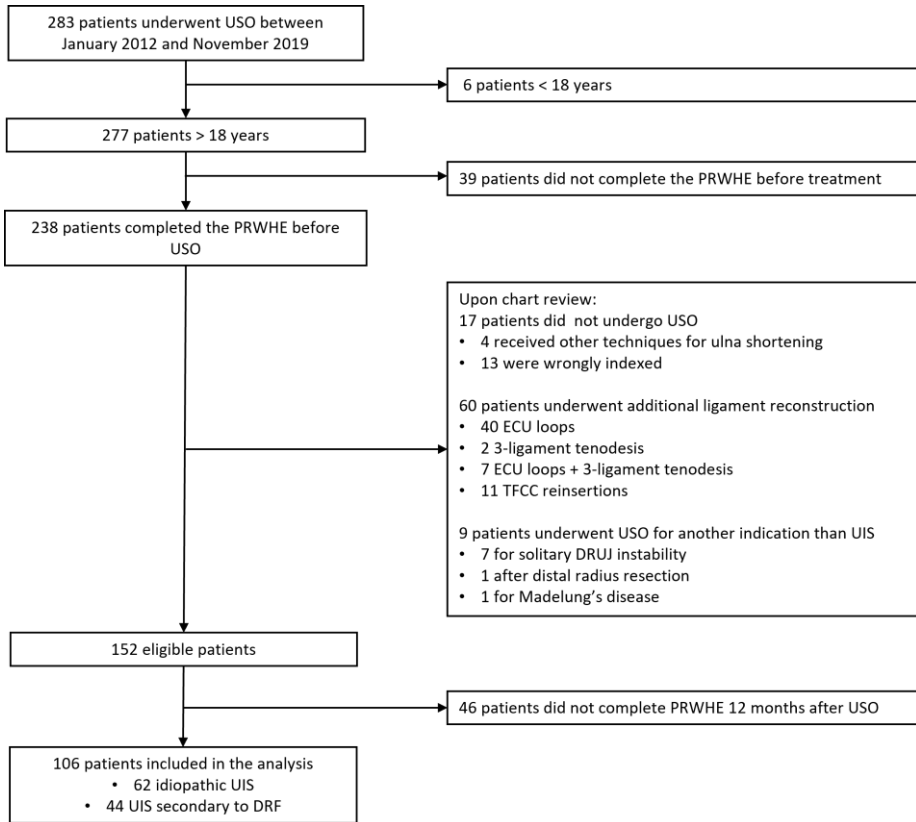 283 patients underwent USO between
January 2012 and November 2019
6 patients < 18 years
277 patients > 18 years
39 patients did not complete the PRWHE before treatment
238 patients completed the PRWHE before
USO
Upon chart review:
17 patients did not undergo USO
• 4 received other techniques for ulna shortening
• 13 were wrongly indexed
60 patients underwent additional ligament reconstruction
• 40 ECU loops
• 2 3-ligament tenodesis
• 7 ECU loops + 3-ligament tenodesis
• 11 TFCC reinsertions
9 patients underwent USO for another indication than UIS
• 7 for solitary DRUJ instability
• 1 after distal radius resection
• 1 for Madelung's disease
152 eligible patients
46 patients did not complete PRWHE 12 months after USO
106 patients included in the analysis
• 62 idiopathic UIS
• 44 UIS secondary to DRF